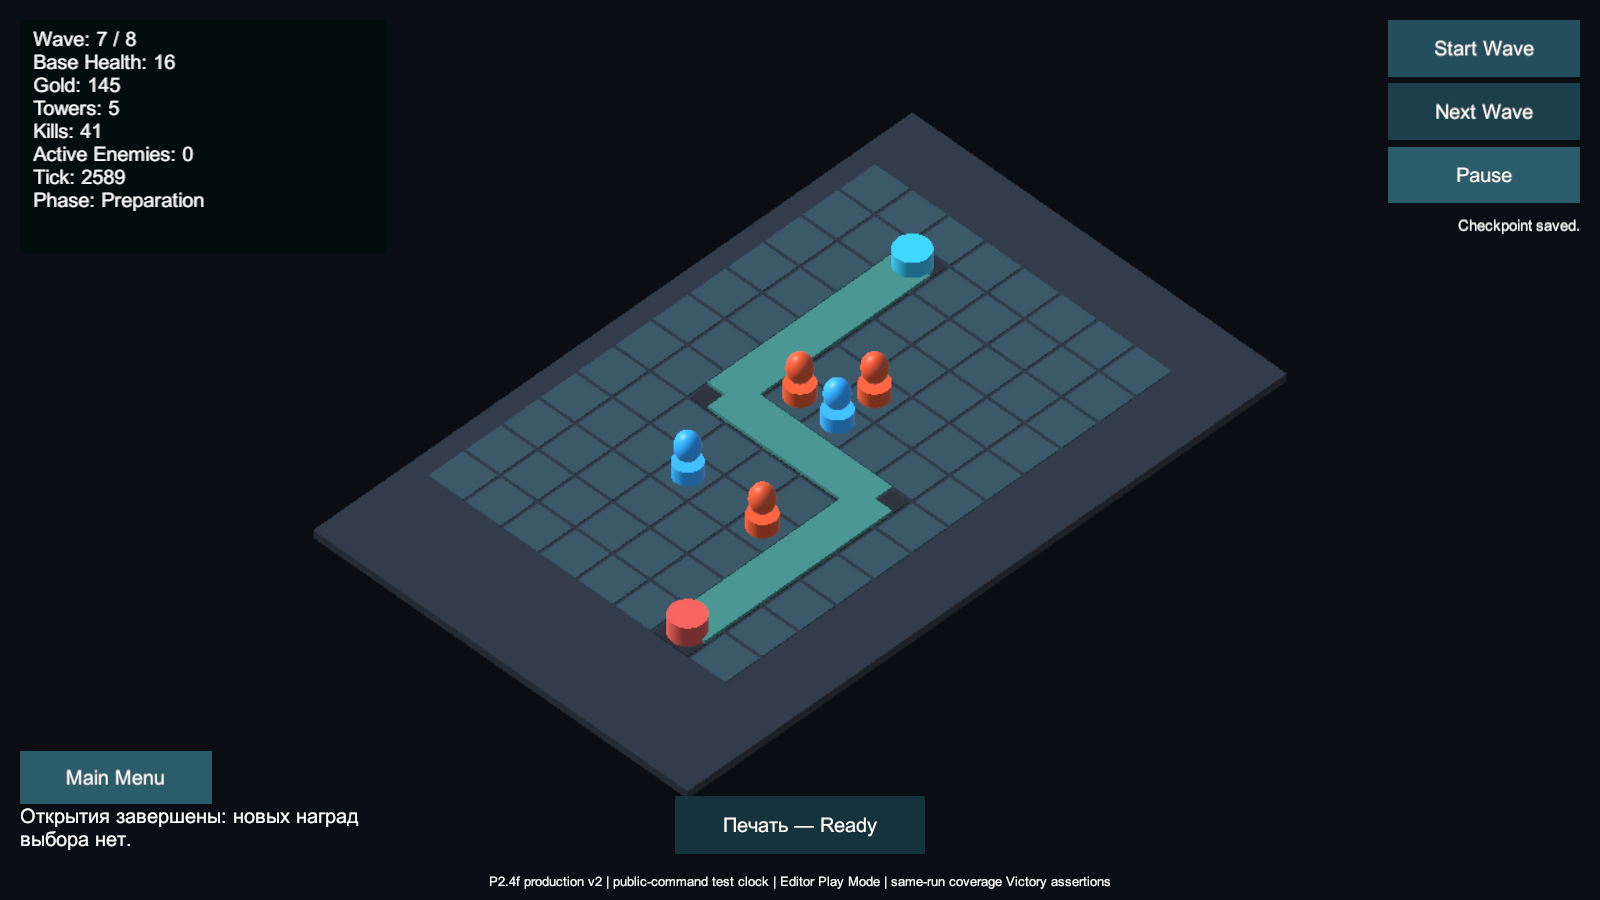 Wave: 7 / 8
Base Health: 16
Gold: 145
Towers: 5
Kills: 41
Active Enemies: 0
Tick: 2589
Phase: Preparation
Start Wave
Next Wave
Pause
Checkpoint saved.
Main Menu
Открытия завершены: новых наград
выбора нет.
Печать — Ready
P2.4f production v2 | public-command test clock | Editor Play Mode | same-run coverage Victory assertions